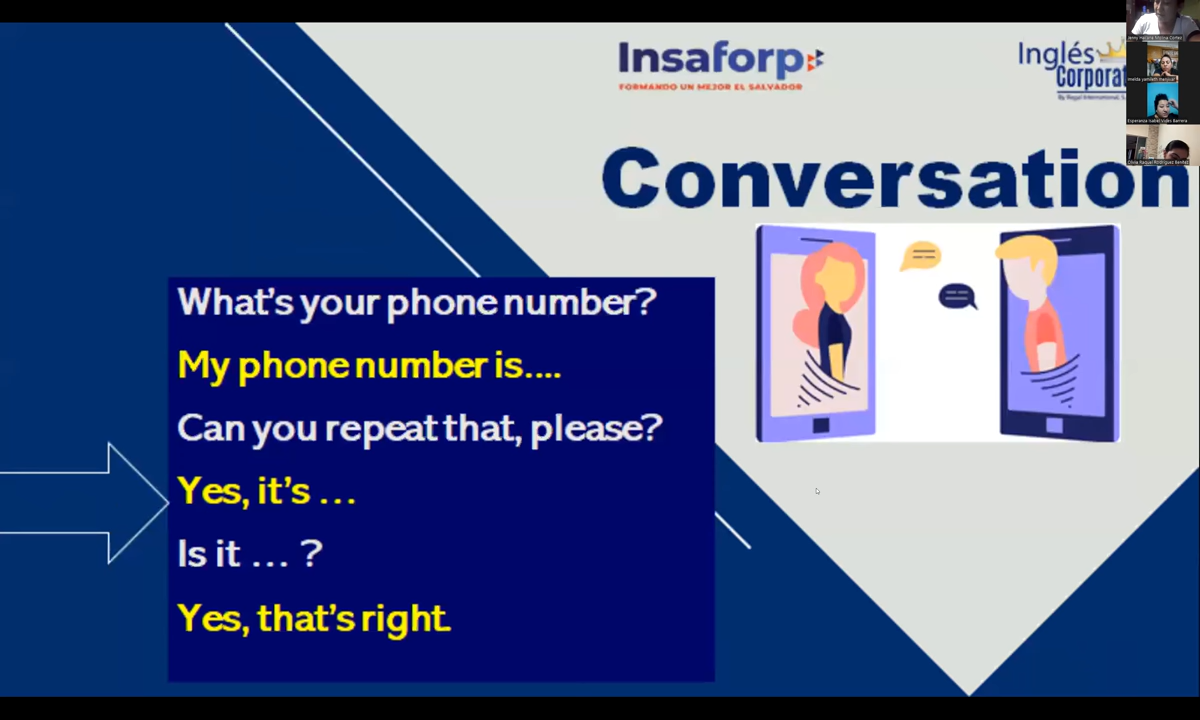 Insaforp
FORMANDO UN MEJOR EL SALVADOR
Inglés
Corporat
Conversation
What's your phone number?
My phone number is....
Can you repeat that, please?
Yes, it's ...
Is it ... ?
Yes, that's right.